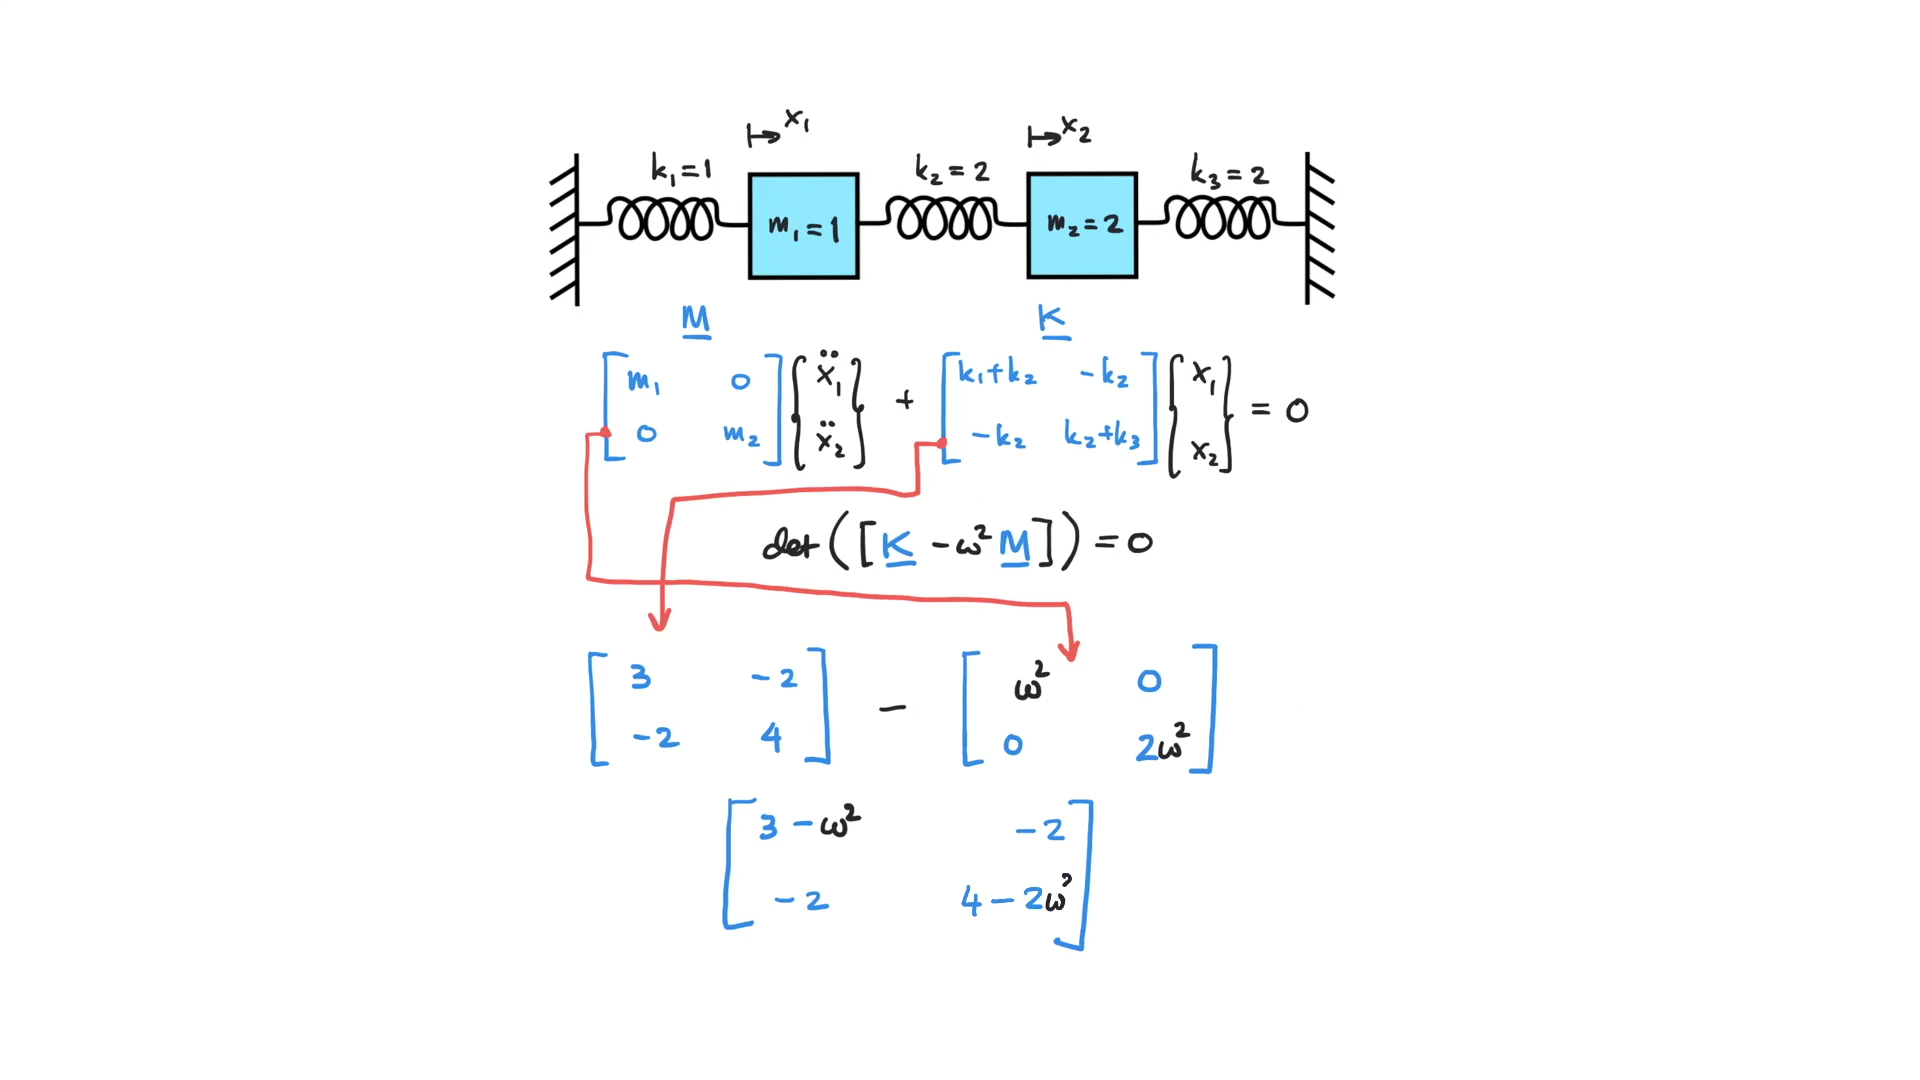 x₁ x₂
k₁=1 k₂=2 k₃=2
m₁=1 m₂=2
M K
[m₁ 0] {ẍ₁} + [k₁+k₂ -k₂] {x₁} = 0
[0 m₂] {ẍ₂} [-k₂ k₂+k₃] {x₂}
det([K - ω² M]) = 0
[3 -2] - [ω² 0]
[-2 4] [0 2ω²]
[3-ω² -2]
[-2 4-2ω²]